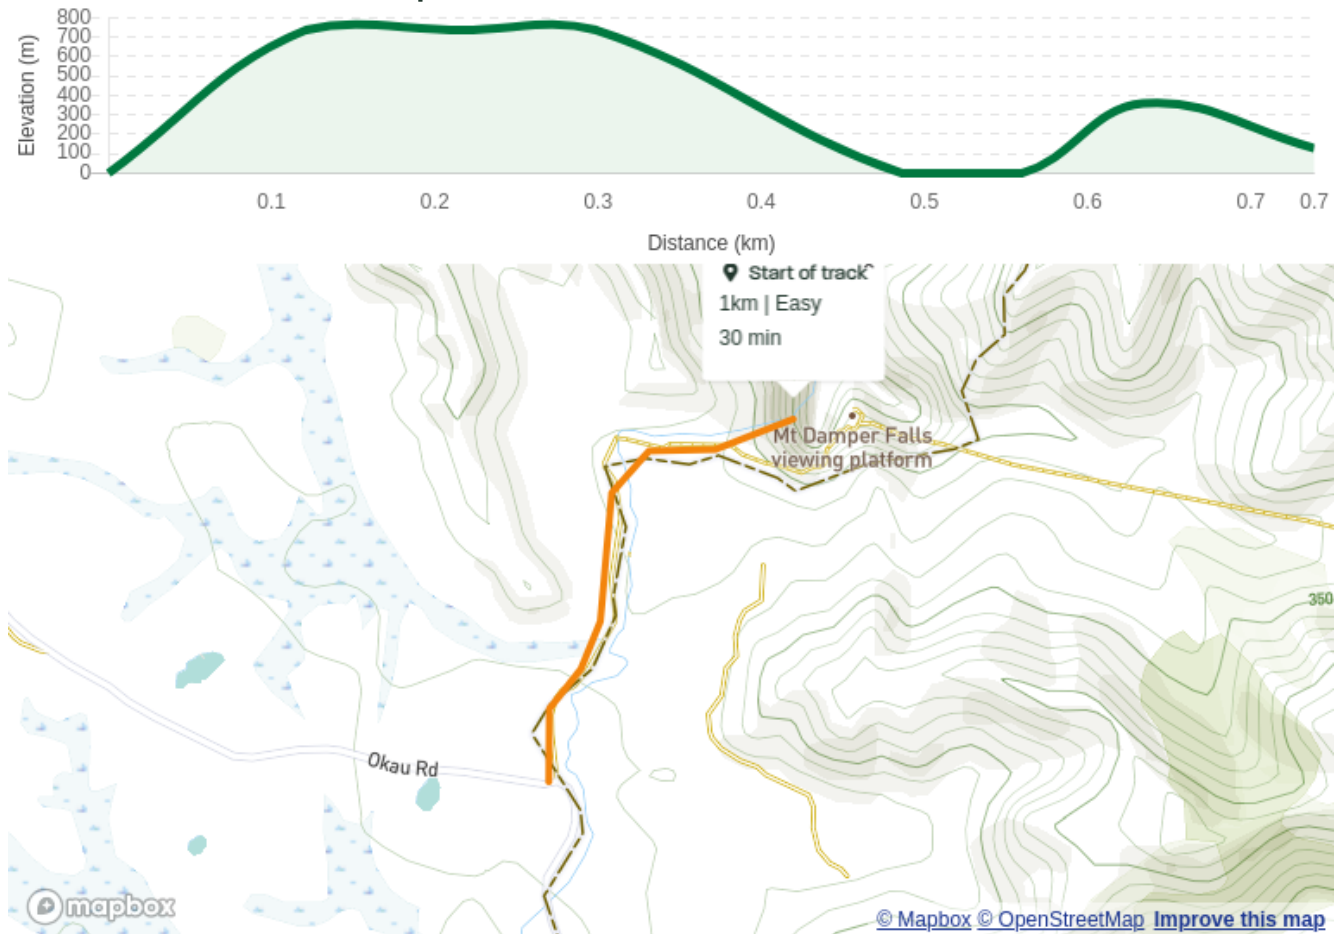 800
700
600
500
400
300
200
100
0
Elevation (m)
0.1 0.2 0.3 0.4 0.5 0.6 0.7 0.7
Distance (km)
Start of track
1km | Easy
30 min
Mt Damper Falls
viewing platform
350
Okau Rd
mapbox
© Mapbox © OpenStreetMap Improve this map